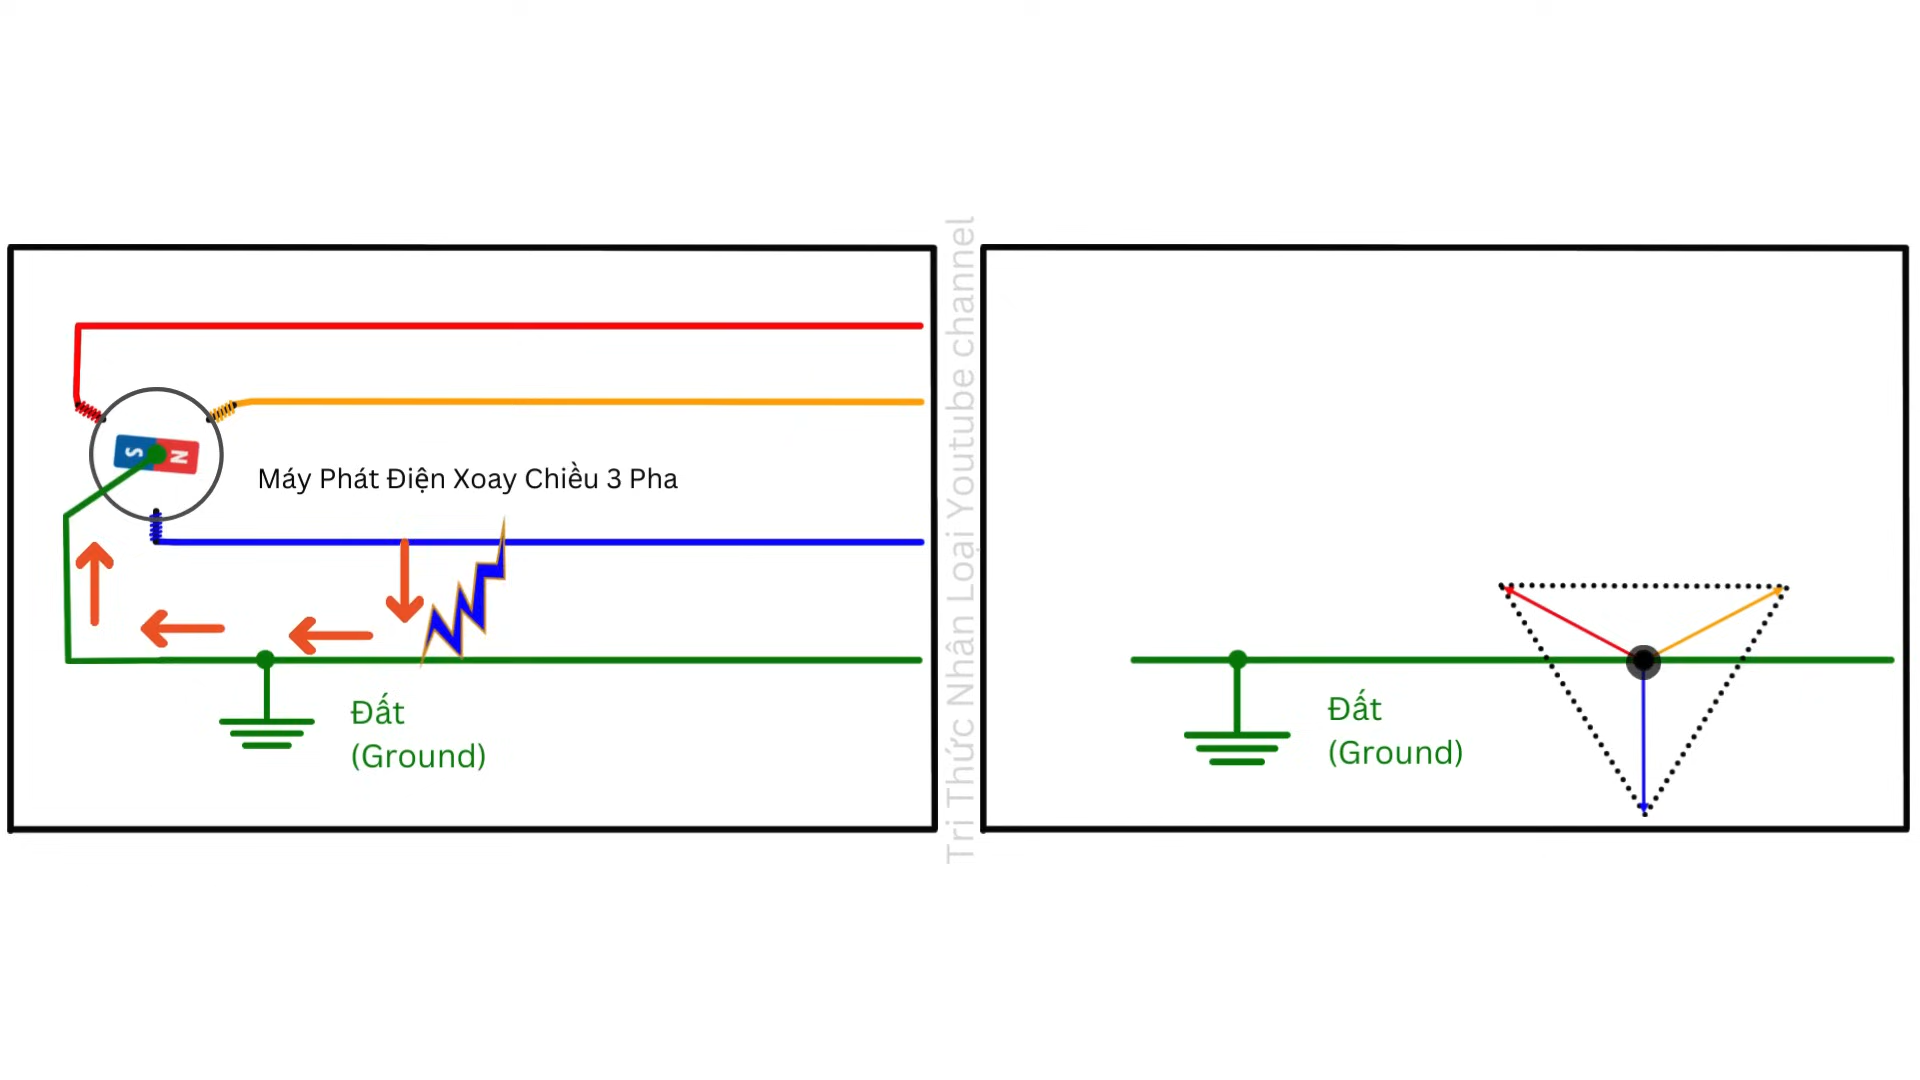 Máy Phát Điện Xoay Chiều 3 Pha
S
N
Đất
(Ground)
Tri Thức Nhân Loại Youtube channel
Đất
(Ground)